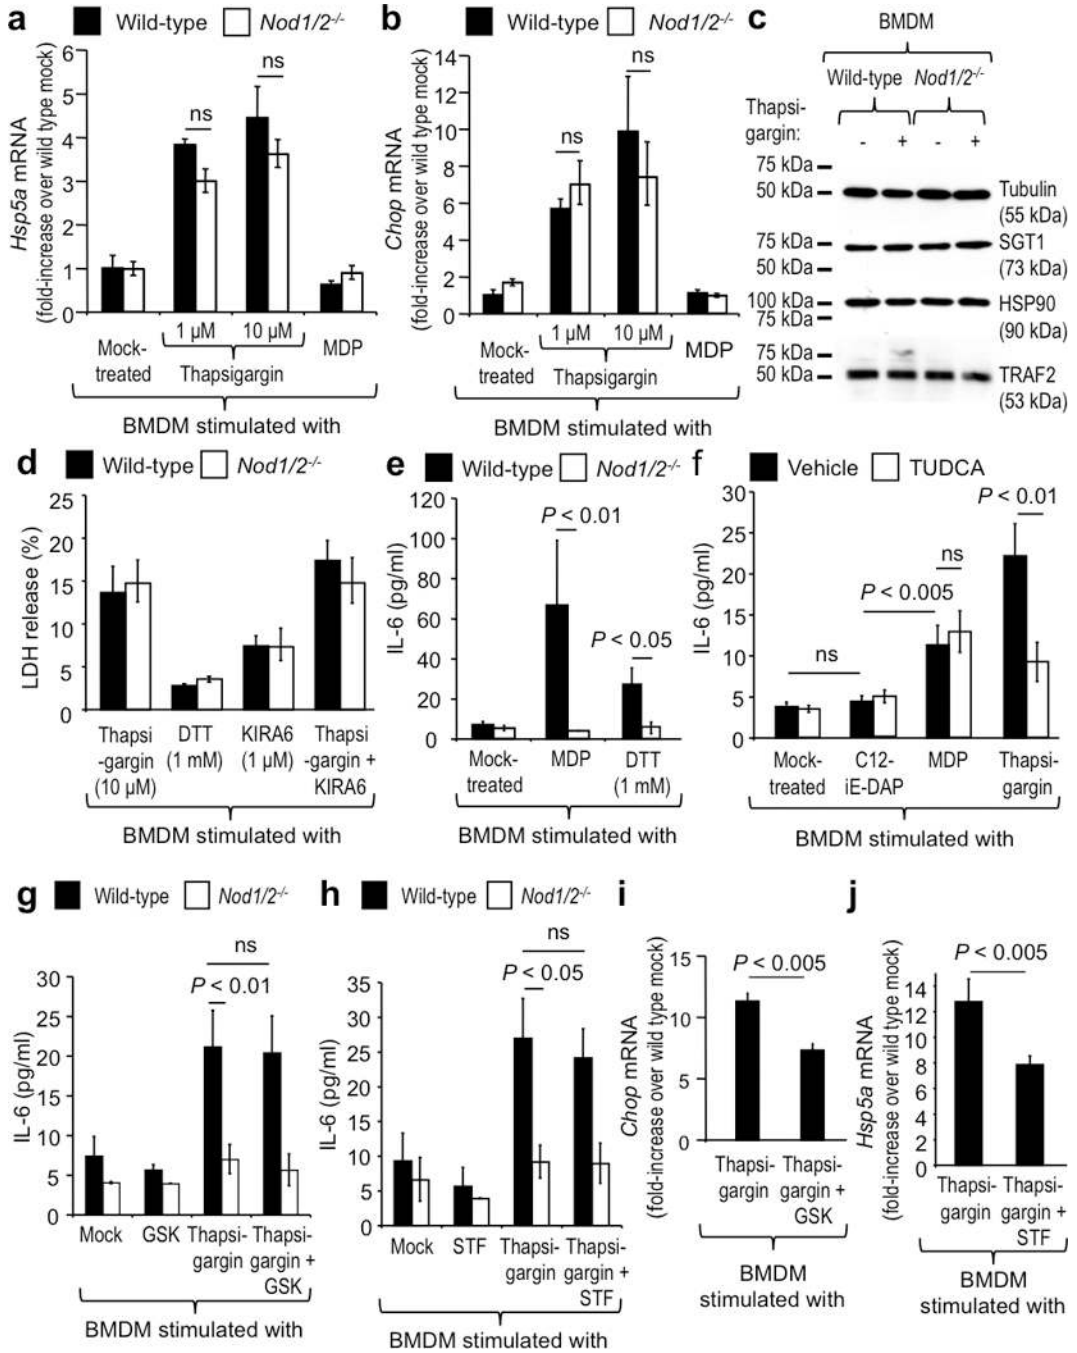 a Wild-type Nod1/2-/-
Hsp5a mRNA
(fold-increase over wild type mock)
6
5
4
3
2
1
0
ns
ns
1 µM 10 µM
Mock-
treated
Thapsigargin
MDP
BMDM stimulated with
b Wild-type Nod1/2-/-
Chop mRNA
(fold-increase over wild type mock)
14
12
10
8
6
4
2
0
ns
ns
1 µM 10 µM
Mock-
treated
Thapsigargin
MDP
BMDM stimulated with
c
BMDM
Wild-type Nod1/2-/-
Thapsi-
gargin:
- + - +
75 kDa
50 kDa
Tubulin
(55 kDa)
75 kDa
50 kDa
SGT1
(73 kDa)
100 kDa
75 kDa
HSP90
(90 kDa)
75 kDa
50 kDa
TRAF2
(53 kDa)
d Wild-type Nod1/2-/-
LDH release (%)
25
20
15
10
5
0
Thapsi
-gargin
(10 µM)
DTT
(1 mM)
KIRA6
(1 µM)
Thapsi
-gargin +
KIRA6
BMDM stimulated with
e Wild-type Nod1/2-/-
IL-6 (pg/ml)
120
100
80
60
40
20
0
P < 0.01
P < 0.05
Mock-
treated
MDP
DTT
(1 mM)
BMDM stimulated with
f Vehicle TUDCA
IL-6 (pg/ml)
30
25
20
15
10
5
0
P < 0.01
ns
P < 0.005
ns
Mock-
treated
C12-
iE-DAP
MDP
Thapsi-
gargin
BMDM stimulated with
g Wild-type Nod1/2-/-
IL-6 (pg/ml)
30
25
20
15
10
5
0
ns
P < 0.01
Mock
GSK
Thapsi-
gargin
Thapsi-
gargin +
GSK
BMDM stimulated with
h Wild-type Nod1/2-/-
IL-6 (pg/ml)
35
30
25
20
15
10
5
0
ns
P < 0.05
Mock
STF
Thapsi-
gargin
Thapsi-
gargin +
STF
BMDM stimulated with
i
Chop mRNA
(fold-increase over wild type mock)
15
10
5
0
P < 0.005
Thapsi-
gargin
Thapsi-
gargin +
GSK
BMDM
stimulated with
j
Hsp5a mRNA
(fold-increase over wild type mock)
14
12
10
8
6
4
2
0
P < 0.005
Thapsi-
gargin
Thapsi-
gargin +
STF
BMDM
stimulated with